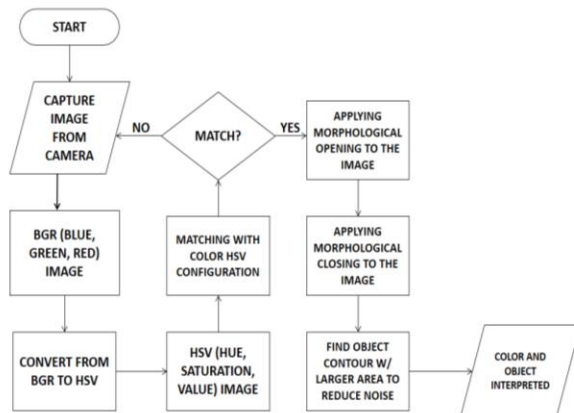 START
CAPTURE
IMAGE
FROM
CAMERA
BGR (BLUE,
GREEN, RED)
IMAGE
CONVERT FROM
BGR TO HSV
HSV (HUE,
SATURATION,
VALUE) IMAGE
MATCHING WITH
COLOR HSV
CONFIGURATION
MATCH?
NO
YES
APPLYING
MORPHOLOGICAL
OPENING TO THE
IMAGE
APPLYING
MORPHOLOGICAL
CLOSING TO THE
IMAGE
FIND OBJECT
CONTOUR W/
LARGER AREA TO
REDUCE NOISE
COLOR AND
OBJECT
INTERPRETED